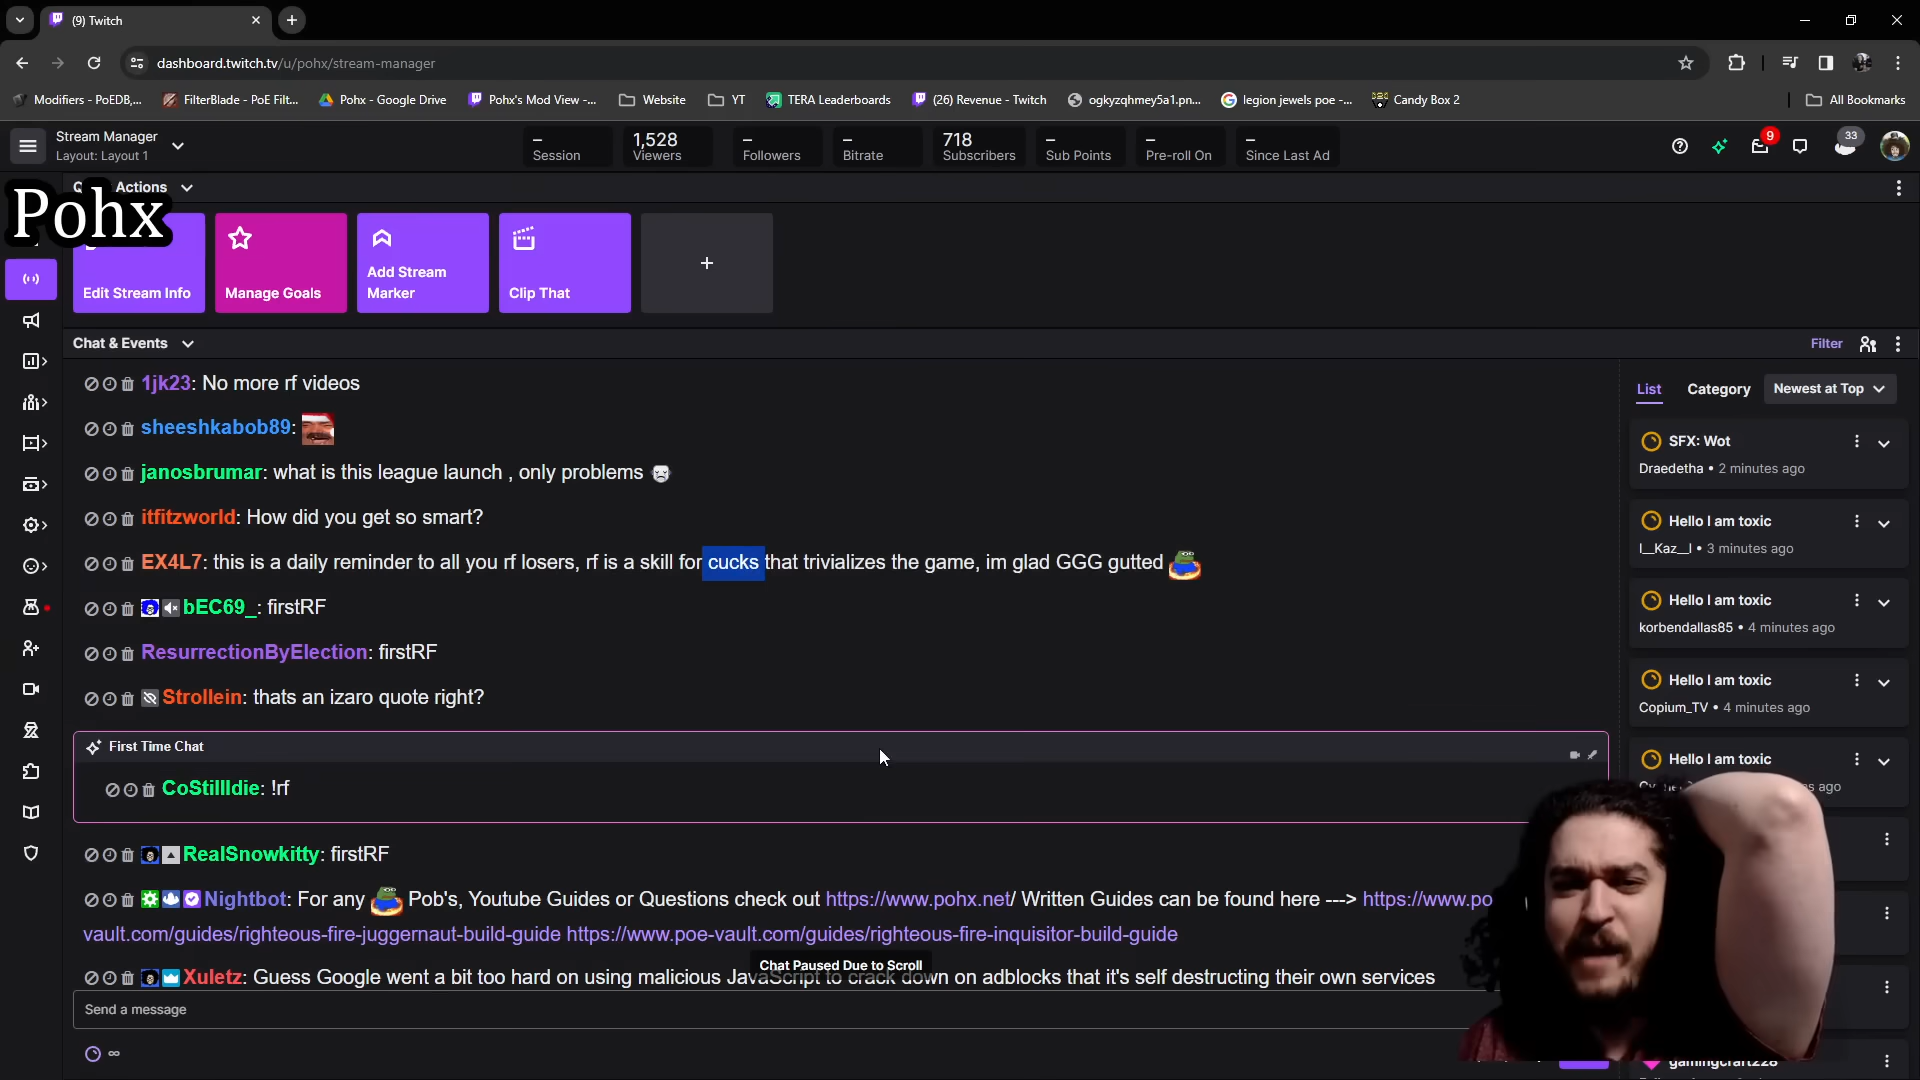 (9) Twitch
dashboard.twitch.tv/u/pohx/stream-manager
Modifiers - PoEDB,...
FilterBlade - PoE Filt...
Pohx - Google Drive
Pohx's Mod View -...
Website
YT
TERA Leaderboards
(26) Revenue - Twitch
ogkyzqhmey5a1.pn...
legion jewels poe -...
Candy Box 2
All Bookmarks
Stream Manager
Layout: Layout 1
– Session
1,528 Viewers
– Followers
– Bitrate
718 Subscribers
– Sub Points
– Pre-roll On
– Since Last Ad
9
33
Actions
Pohx
Edit Stream Info
Manage Goals
Add Stream Marker
Clip That
+
Chat & Events
Filter
1jk23: No more rf videos
sheeshkabob89:
janosbrumar: what is this league launch , only problems
itfitzworld: How did you get so smart?
EX4L7: this is a daily reminder to all you rf losers, rf is a skill for cucks that trivializes the game, im glad GGG gutted
bEC69_: firstRF
ResurrectionByElection: firstRF
Strollein: thats an izaro quote right?
First Time Chat
CoStillIdie: !rf
RealSnowkitty: firstRF
Nightbot: For any Pob's, Youtube Guides or Questions check out https://www.pohx.net/ Written Guides can be found here ---> https://www.po
vault.com/guides/righteous-fire-juggernaut-build-guide https://www.poe-vault.com/guides/righteous-fire-inquisitor-build-guide
Chat Paused Due to Scroll
Xuletz: Guess Google went a bit too hard on using malicious JavaScript to crack down on adblocks that it's self destructing their own services
Send a message
∞
List
Category
Newest at Top
SFX: Wot
Draedetha • 2 minutes ago
Hello I am toxic
l__Kaz__l • 3 minutes ago
Hello I am toxic
korbendallas85 • 4 minutes ago
Hello I am toxic
Copium_TV • 4 minutes ago
Hello I am toxic
s ago
gamingcraft228